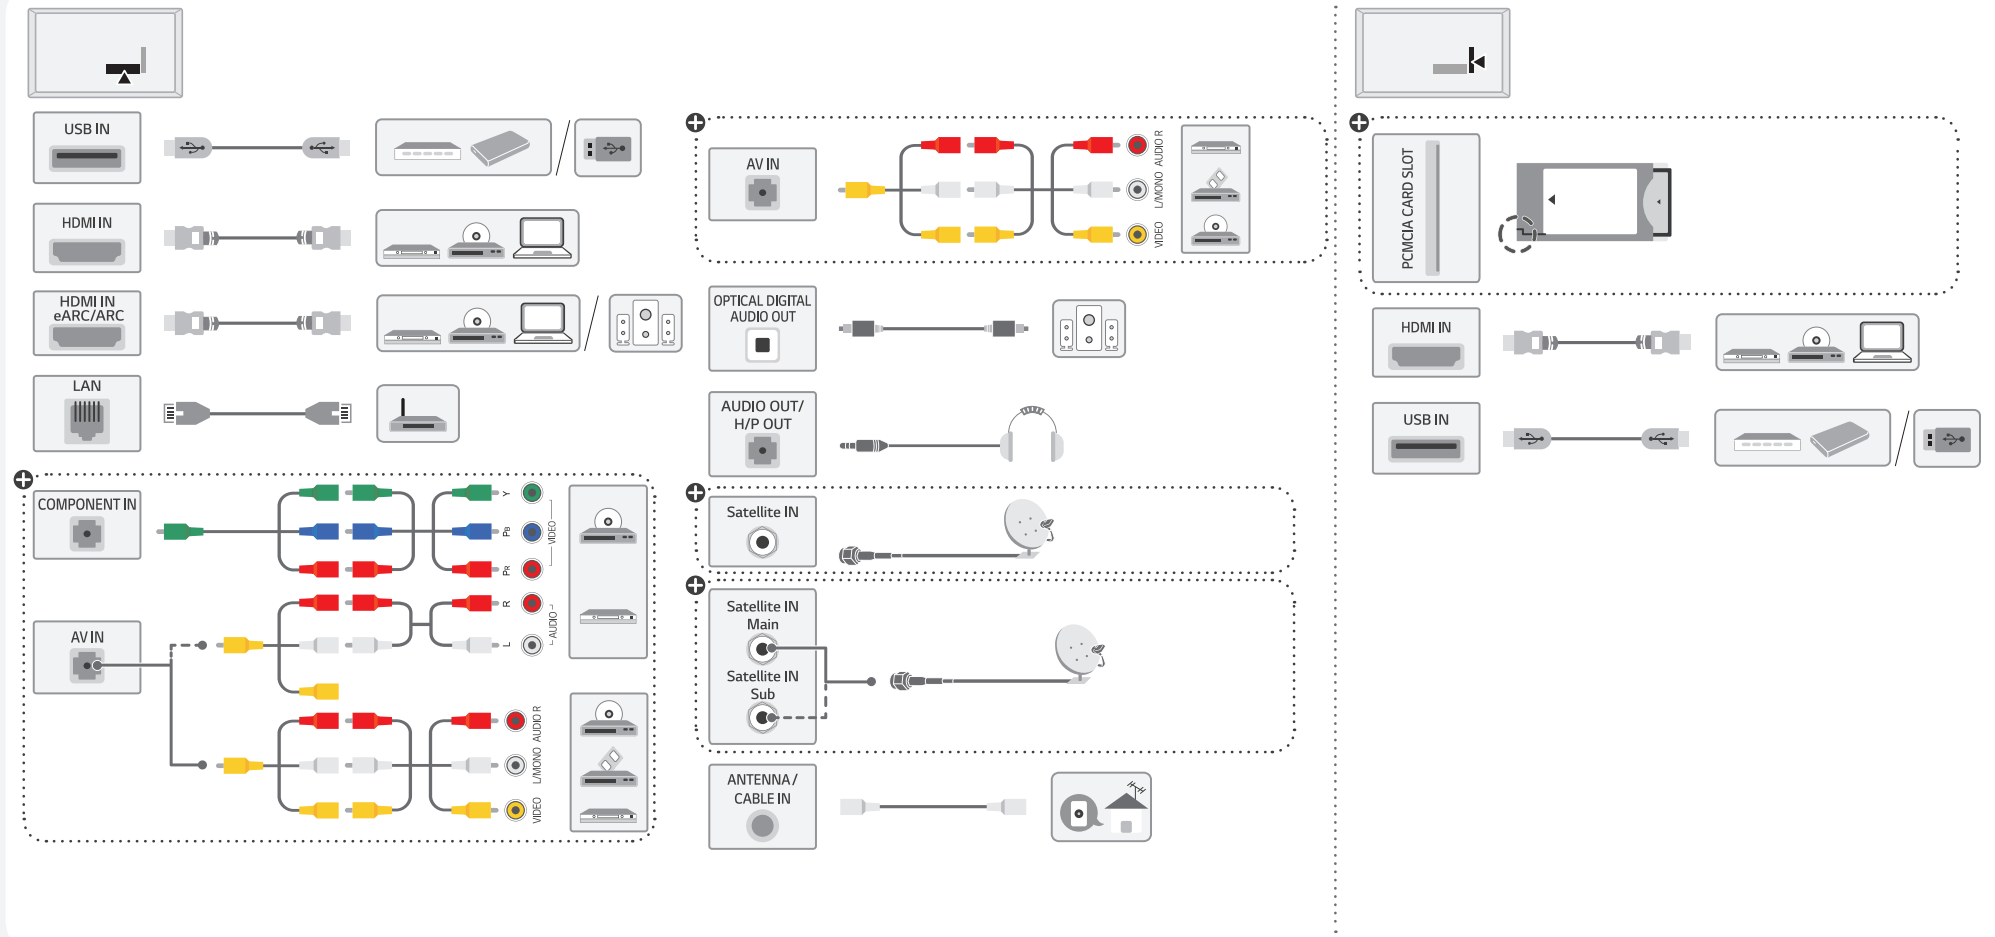 USB IN
HDMI IN
HDMI IN
eARC/ARC
LAN
COMPONENT IN
Y
PB
PR
VIDEO
R
L
AUDIO
AV IN
AUDIO R
L/MONO
VIDEO
AV IN
AUDIO R
L/MONO
VIDEO
OPTICAL DIGITAL
AUDIO OUT
AUDIO OUT/
H/P OUT
Satellite IN
Satellite IN
Main
Satellite IN
Sub
ANTENNA/
CABLE IN
PCMCIA CARD SLOT
HDMI IN
USB IN